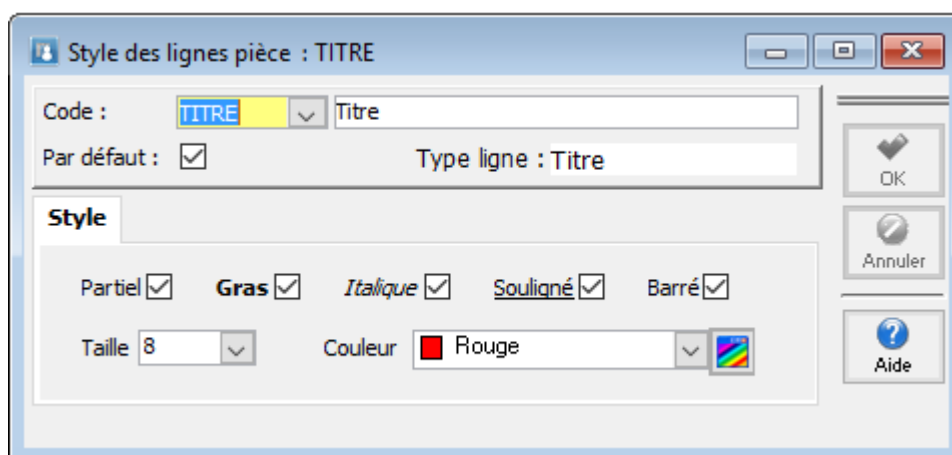 Style des lignes pièce : TITRE
Code : TITRE Titre
Par défaut : Type ligne : Titre
OK
Style
Annuler
Partiel Gras Italique Souligné Barré
Taille 8 Couleur Rouge
Aide